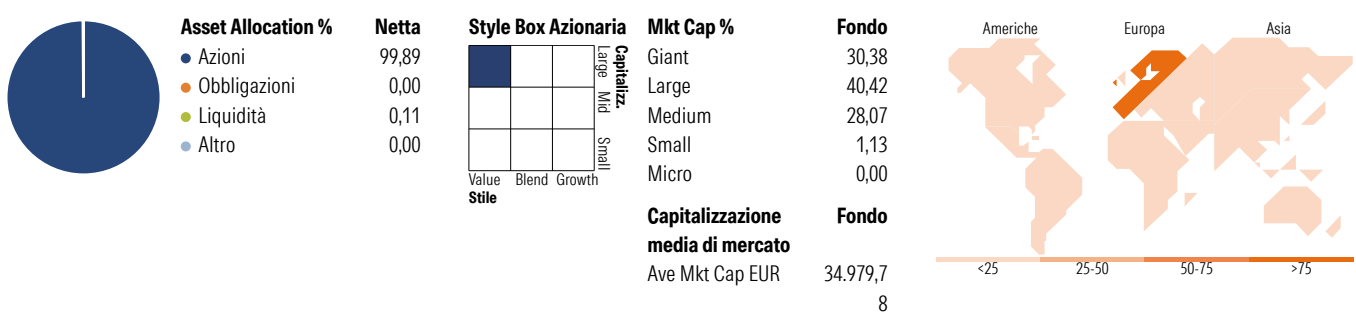 Asset Allocation % Netta
Azioni 99,89
Obbligazioni 0,00
Liquidità 0,11
Altro 0,00
Style Box Azionaria
Capitalizz.
Large Mid Small
Value Blend Growth
Stile
Mkt Cap % Fondo
Giant 30,38
Large 40,42
Medium 28,07
Small 1,13
Micro 0,00
Capitalizzazione Fondo
media di mercato
Ave Mkt Cap EUR 34.979,7
8
Americhe Europa Asia
<25 25-50 50-75 >75